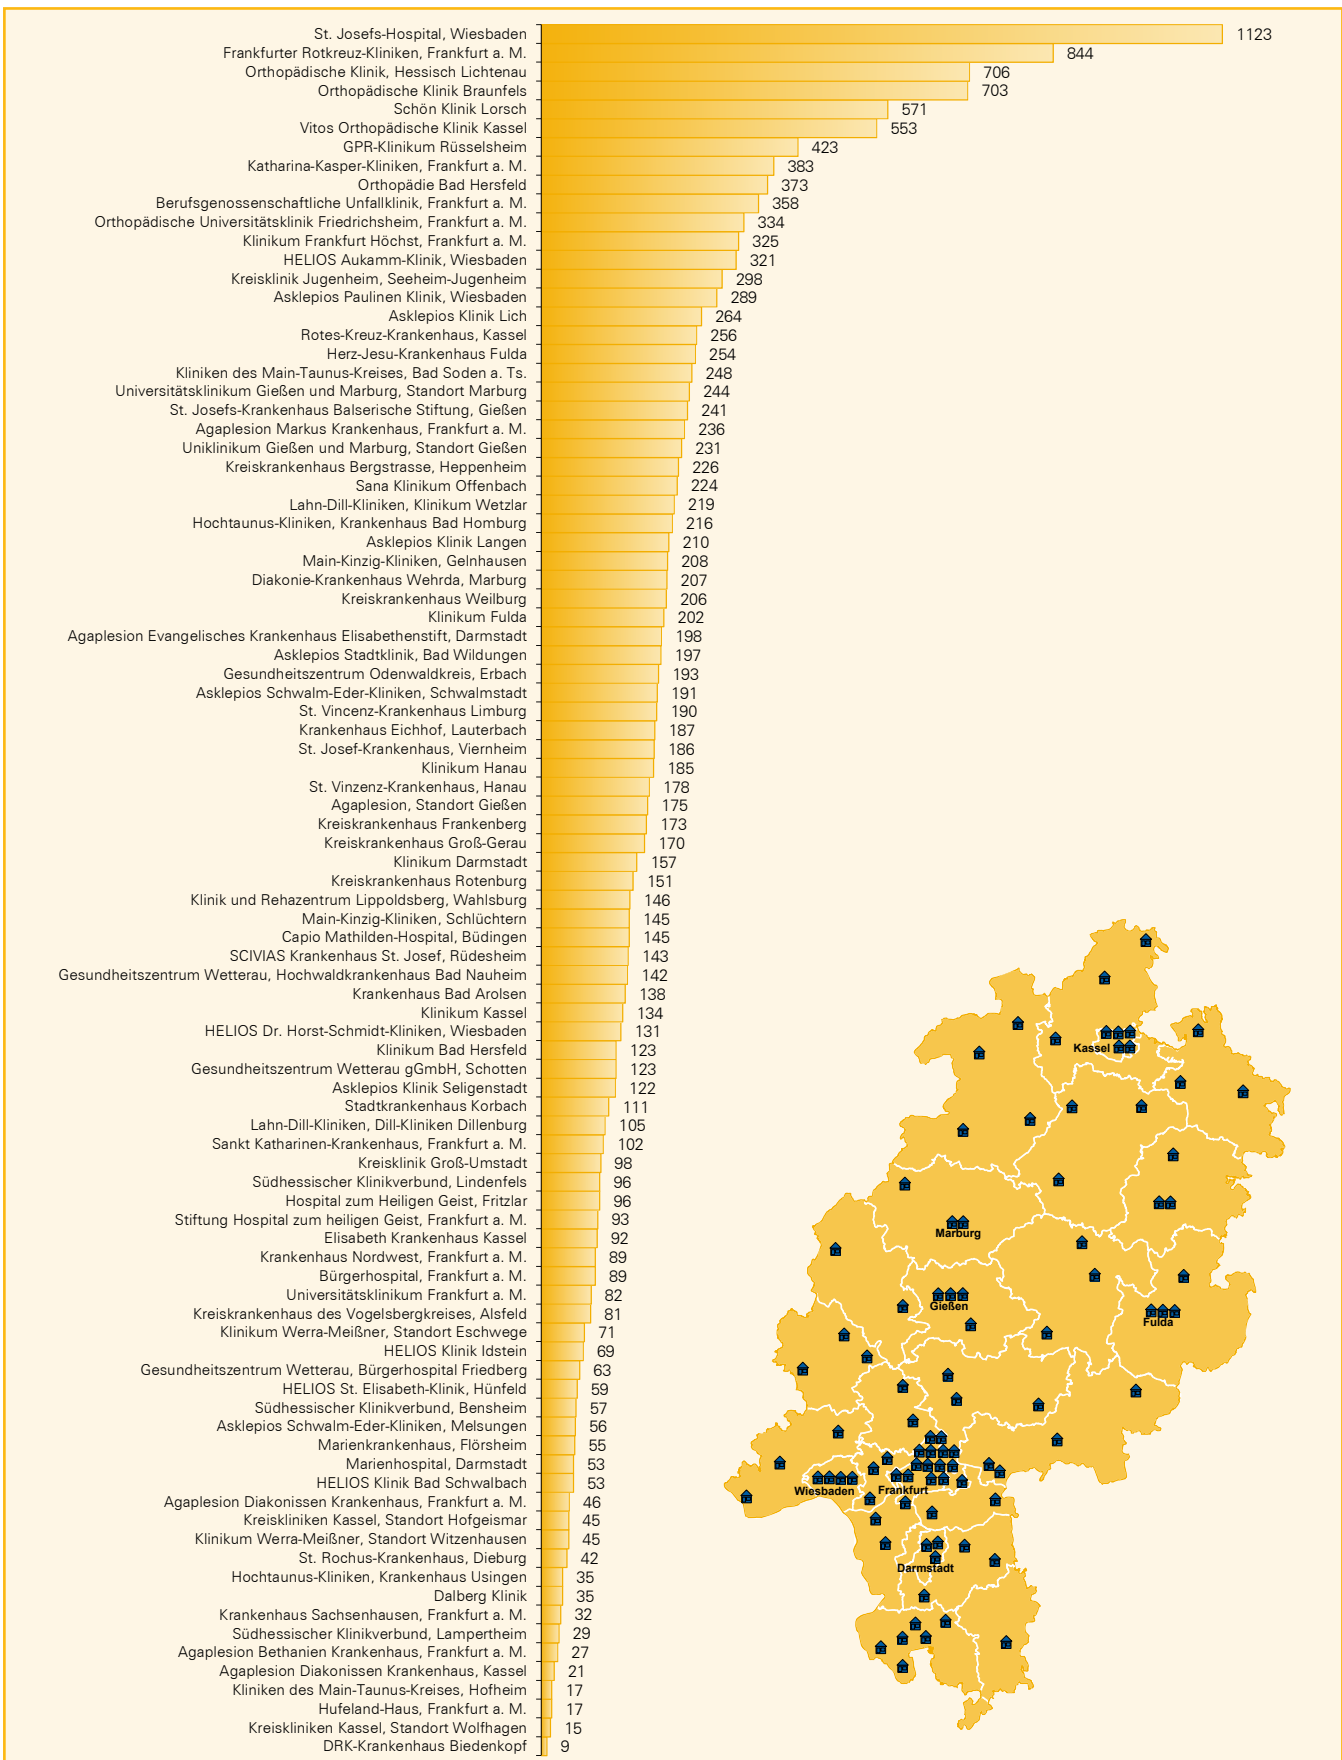 St. Josefs-Hospital, Wiesbaden 1123
Frankfurter Rotkreuz-Kliniken, Frankfurt a. M. 844
Orthopädische Klinik, Hessisch Lichtenau 706
Orthopädische Klinik Braunfels 703
Schön Klinik Lorsch 571
Vitos Orthopädische Klinik Kassel 553
GPR-Klinikum Rüsselsheim 423
Katharina-Kasper-Kliniken, Frankfurt a. M. 383
Orthopädie Bad Hersfeld 373
Berufsgenossenschaftliche Unfallklinik, Frankfurt a. M. 358
Orthopädische Universitätsklinik Friedrichsheim, Frankfurt a. M. 334
Klinikum Frankfurt Höchst, Frankfurt a. M. 325
HELIOS Aukamm-Klinik, Wiesbaden 321
Kreisklinik Jugenheim, Seeheim-Jugenheim 298
Asklepios Paulinen Klinik, Wiesbaden 289
Asklepios Klinik Lich 264
Rotes-Kreuz-Krankenhaus, Kassel 256
Herz-Jesu-Krankenhaus Fulda 254
Kliniken des Main-Taunus-Kreises, Bad Soden a. Ts. 248
Universitätsklinikum Gießen und Marburg, Standort Marburg 244
St. Josefs-Krankenhaus Balserische Stiftung, Gießen 241
Agaplesion Markus Krankenhaus, Frankfurt a. M. 236
Uniklinikum Gießen und Marburg, Standort Gießen 231
Kreiskrankenhaus Bergstrasse, Heppenheim 226
Sana Klinikum Offenbach 224
Lahn-Dill-Kliniken, Klinikum Wetzlar 219
Hochtaunus-Kliniken, Krankenhaus Bad Homburg 216
Asklepios Klinik Langen 210
Main-Kinzig-Kliniken, Gelnhausen 208
Diakonie-Krankenhaus Wehrda, Marburg 207
Kreiskrankenhaus Weilburg 206
Klinikum Fulda 202
Agaplesion Evangelisches Krankenhaus Elisabethenstift, Darmstadt 198
Asklepios Stadtklinik, Bad Wildungen 197
Gesundheitszentrum Odenwaldkreis, Erbach 193
Asklepios Schwalm-Eder-Kliniken, Schwalmstadt 191
St. Vincenz-Krankenhaus Limburg 190
Krankenhaus Eichhof, Lauterbach 187
St. Josef-Krankenhaus, Viernheim 186
Klinikum Hanau 185
St. Vinzenz-Krankenhaus, Hanau 178
Agaplesion, Standort Gießen 175
Kreiskrankenhaus Frankenberg 173
Kreiskrankenhaus Groß-Gerau 170
Klinikum Darmstadt 157
Kreiskrankenhaus Rotenburg 151
Klinik und Rehazentrum Lippoldsberg, Wahlsburg 146
Main-Kinzig-Kliniken, Schlüchtern 145
Capio Mathilden-Hospital, Büdingen 145
SCIVIAS Krankenhaus St. Josef, Rüdesheim 143
Gesundheitszentrum Wetterau, Hochwaldkrankenhaus Bad Nauheim 142
Krankenhaus Bad Arolsen 138
Klinikum Kassel 134
HELIOS Dr. Horst-Schmidt-Kliniken, Wiesbaden 131
Klinikum Bad Hersfeld 123
Gesundheitszentrum Wetterau gGmbH, Schotten 123
Asklepios Klinik Seligenstadt 122
Stadtkrankenhaus Korbach 111
Lahn-Dill-Kliniken, Dill-Kliniken Dillenburg 105
Sankt Katharinen-Krankenhaus, Frankfurt a. M. 102
Kreisklinik Groß-Umstadt 98
Südhessischer Klinikverbund, Lindenfels 96
Hospital zum Heiligen Geist, Fritzlar 96
Stiftung Hospital zum heiligen Geist, Frankfurt a. M. 93
Elisabeth Krankenhaus Kassel 92
Krankenhaus Nordwest, Frankfurt a. M. 89
Bürgerhospital, Frankfurt a. M. 89
Universitätsklinikum Frankfurt a. M. 82
Kreiskrankenhaus des Vogelsbergkreises, Alsfeld 81
Klinikum Werra-Meißner, Standort Eschwege 71
HELIOS Klinik Idstein 69
Gesundheitszentrum Wetterau, Bürgerhospital Friedberg 63
HELIOS St. Elisabeth-Klinik, Hünfeld 59
Südhessischer Klinikverbund, Bensheim 57
Asklepios Schwalm-Eder-Kliniken, Melsungen 56
Marienkrankenhaus, Flörsheim 55
Marienhospital, Darmstadt 53
HELIOS Klinik Bad Schwalbach 53
Agaplesion Diakonissen Krankenhaus, Frankfurt a. M. 46
Kreiskliniken Kassel, Standort Hofgeismar 45
Klinikum Werra-Meißner, Standort Witzenhausen 45
St. Rochus-Krankenhaus, Dieburg 42
Hochtaunus-Kliniken, Krankenhaus Usingen 35
Dalberg Klinik 35
Krankenhaus Sachsenhausen, Frankfurt a. M. 32
Südhessischer Klinikverbund, Lampertheim 29
Agaplesion Bethanien Krankenhaus, Frankfurt a. M. 27
Agaplesion Diakonissen Krankenhaus, Kassel 21
Kliniken des Main-Taunus-Kreises, Hofheim 17
Hufeland-Haus, Frankfurt a. M. 17
Kreiskliniken Kassel, Standort Wolfhagen 15
DRK-Krankenhaus Biedenkopf 9
Kassel
Marburg
Gießen
Fulda
Wiesbaden
Frankfurt
Darmstadt